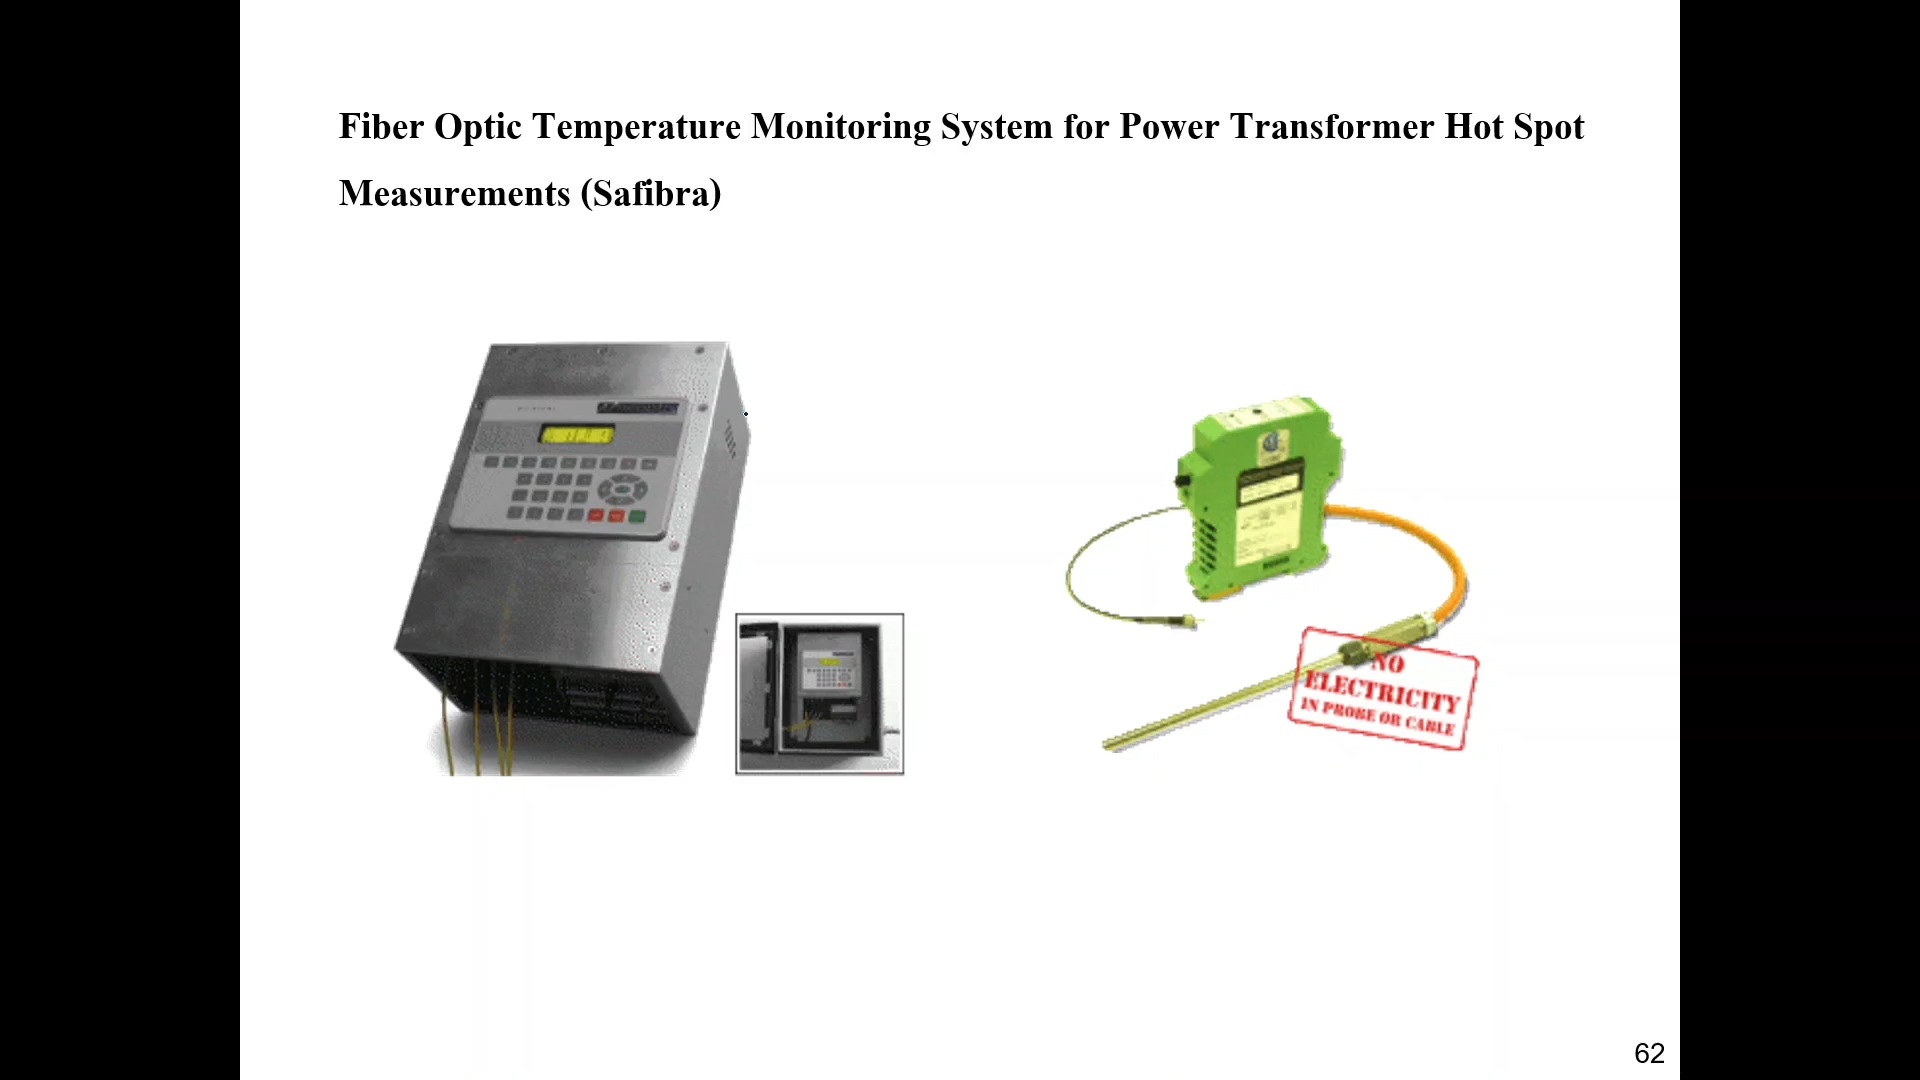 Fiber Optic Temperature Monitoring System for Power Transformer Hot Spot
Measurements (Safibra)
NO
ELECTRICITY
IN PROBE OR CABLE
62